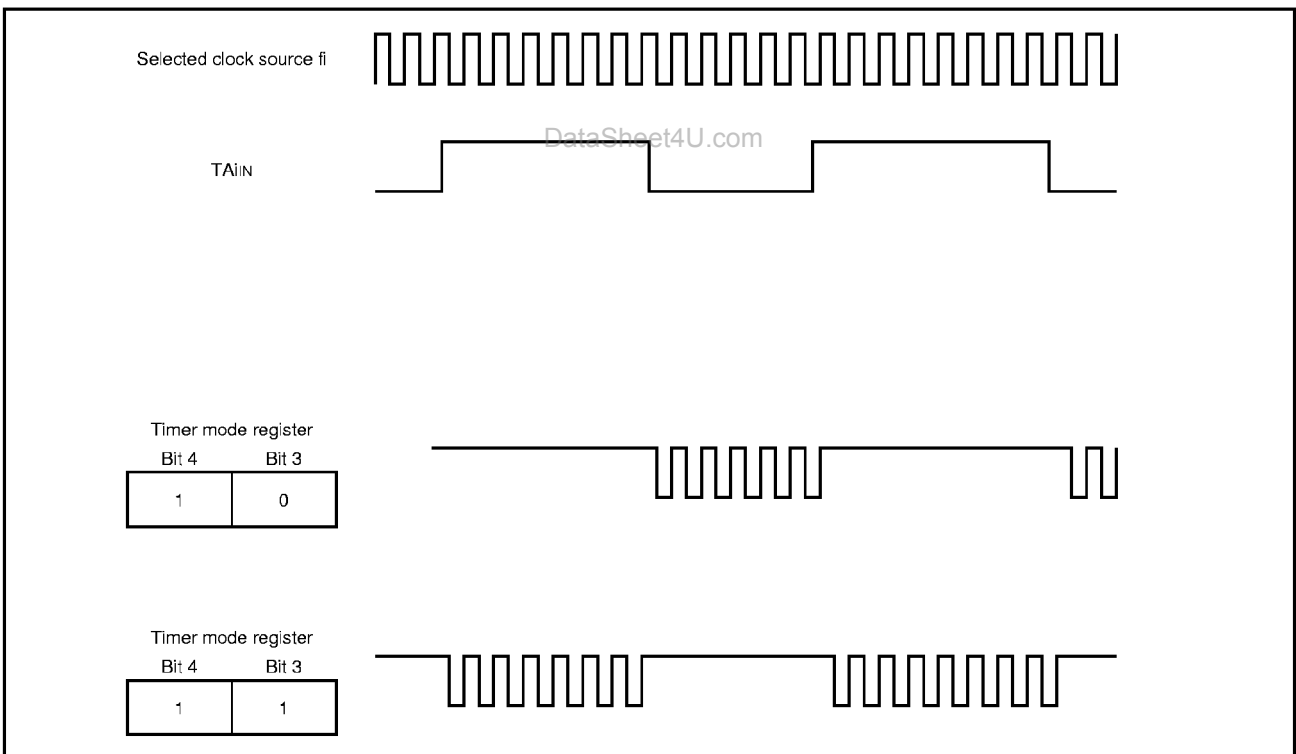 Selected clock source fi
DataSheet4U.com
TAiIN
Timer mode register
Bit 4 Bit 3
1 0
Timer mode register
Bit 4 Bit 3
1 1